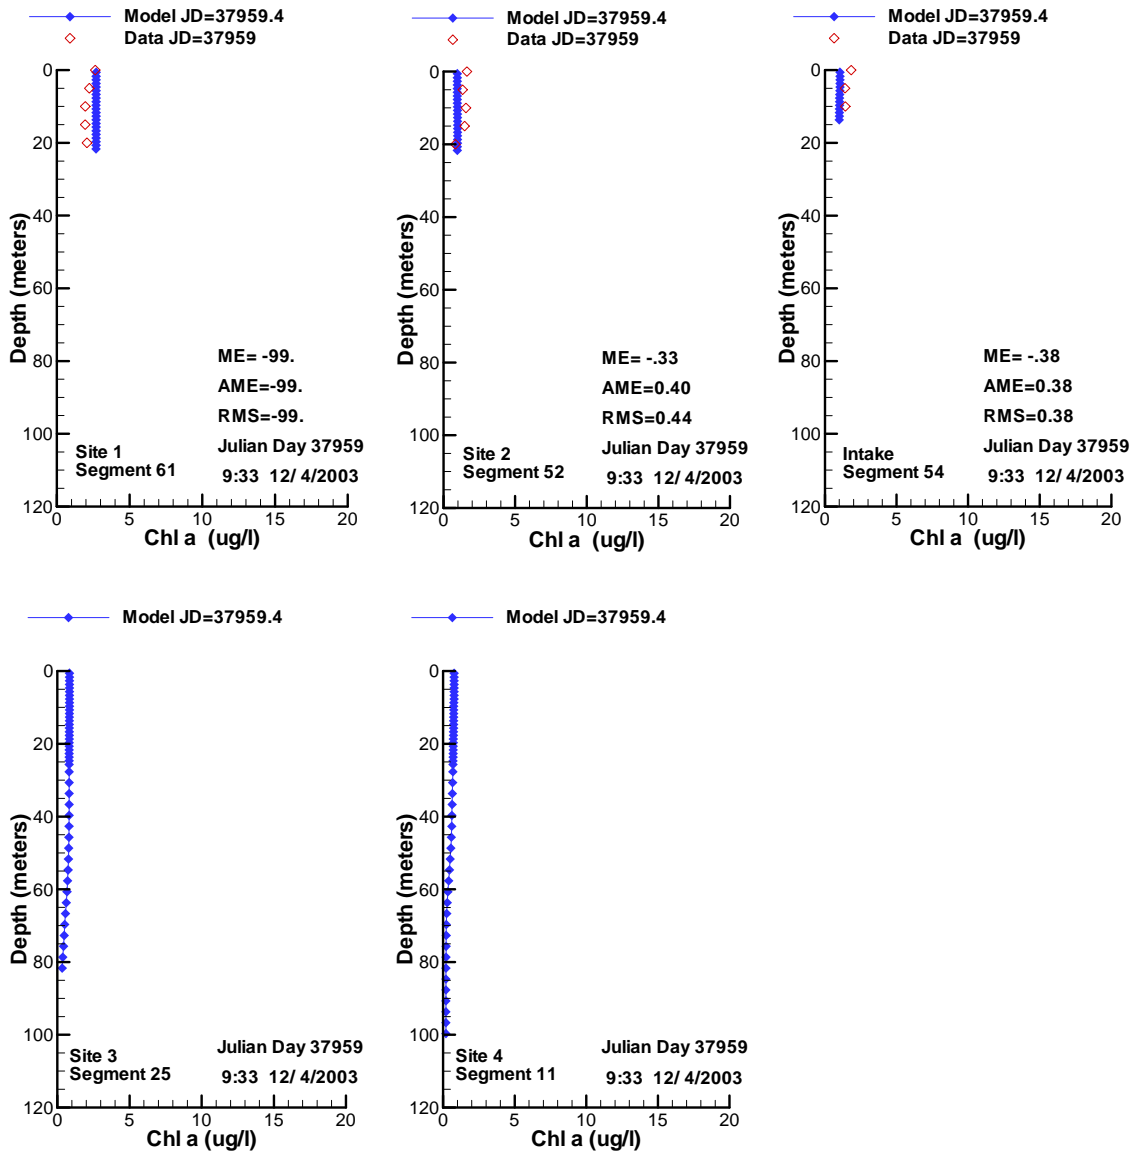 Model JD=37959.4
Data JD=37959
0
20
40
60
80
100
120
Depth (meters)
ME= -99.
AME=-99.
RMS=-99.
Site 1
Segment 61
Julian Day 37959
9:33 12/ 4/2003
0 5 10 15 20
Chl a (ug/l)
Model JD=37959.4
Data JD=37959
0
20
40
60
80
100
120
Depth (meters)
ME= -.33
AME=0.40
RMS=0.44
Site 2
Segment 52
Julian Day 37959
9:33 12/ 4/2003
0 5 10 15 20
Chl a (ug/l)
Model JD=37959.4
Data JD=37959
0
20
40
60
80
100
120
Depth (meters)
ME= -.38
AME=0.38
RMS=0.38
Intake
Segment 54
Julian Day 37959
9:33 12/ 4/2003
0 5 10 15 20
Chl a (ug/l)
Model JD=37959.4
0
20
40
60
80
100
120
Depth (meters)
Site 3
Segment 25
Julian Day 37959
9:33 12/ 4/2003
0 5 10 15 20
Chl a (ug/l)
Model JD=37959.4
0
20
40
60
80
100
120
Depth (meters)
Site 4
Segment 11
Julian Day 37959
9:33 12/ 4/2003
0 5 10 15 20
Chl a (ug/l)